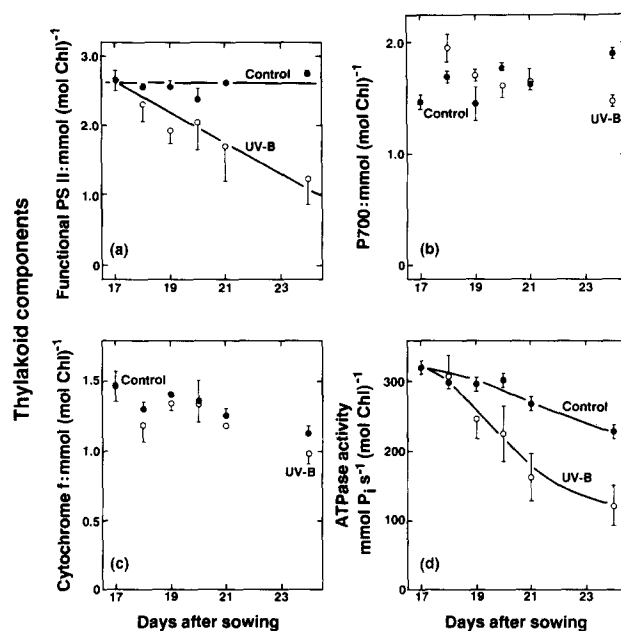 Thylakoid components
Functional PS II: mmol (mol Chl)⁻¹
3.0
2.0
1.0
0
Control
UV-B
(a)
17
19
21
23
P700: mmol (mol Chl)⁻¹
2.0
1.0
0
Control
UV-B
(b)
17
19
21
23
Cytochrome f: mmol (mol Chl)⁻¹
1.5
1.0
0.5
0
Control
UV-B
(c)
17
19
21
23
Days after sowing
ATPase activity
mmol Pᵢ s⁻¹ (mol Chl)⁻¹
300
200
100
0
Control
UV-B
(d)
17
19
21
23
Days after sowing